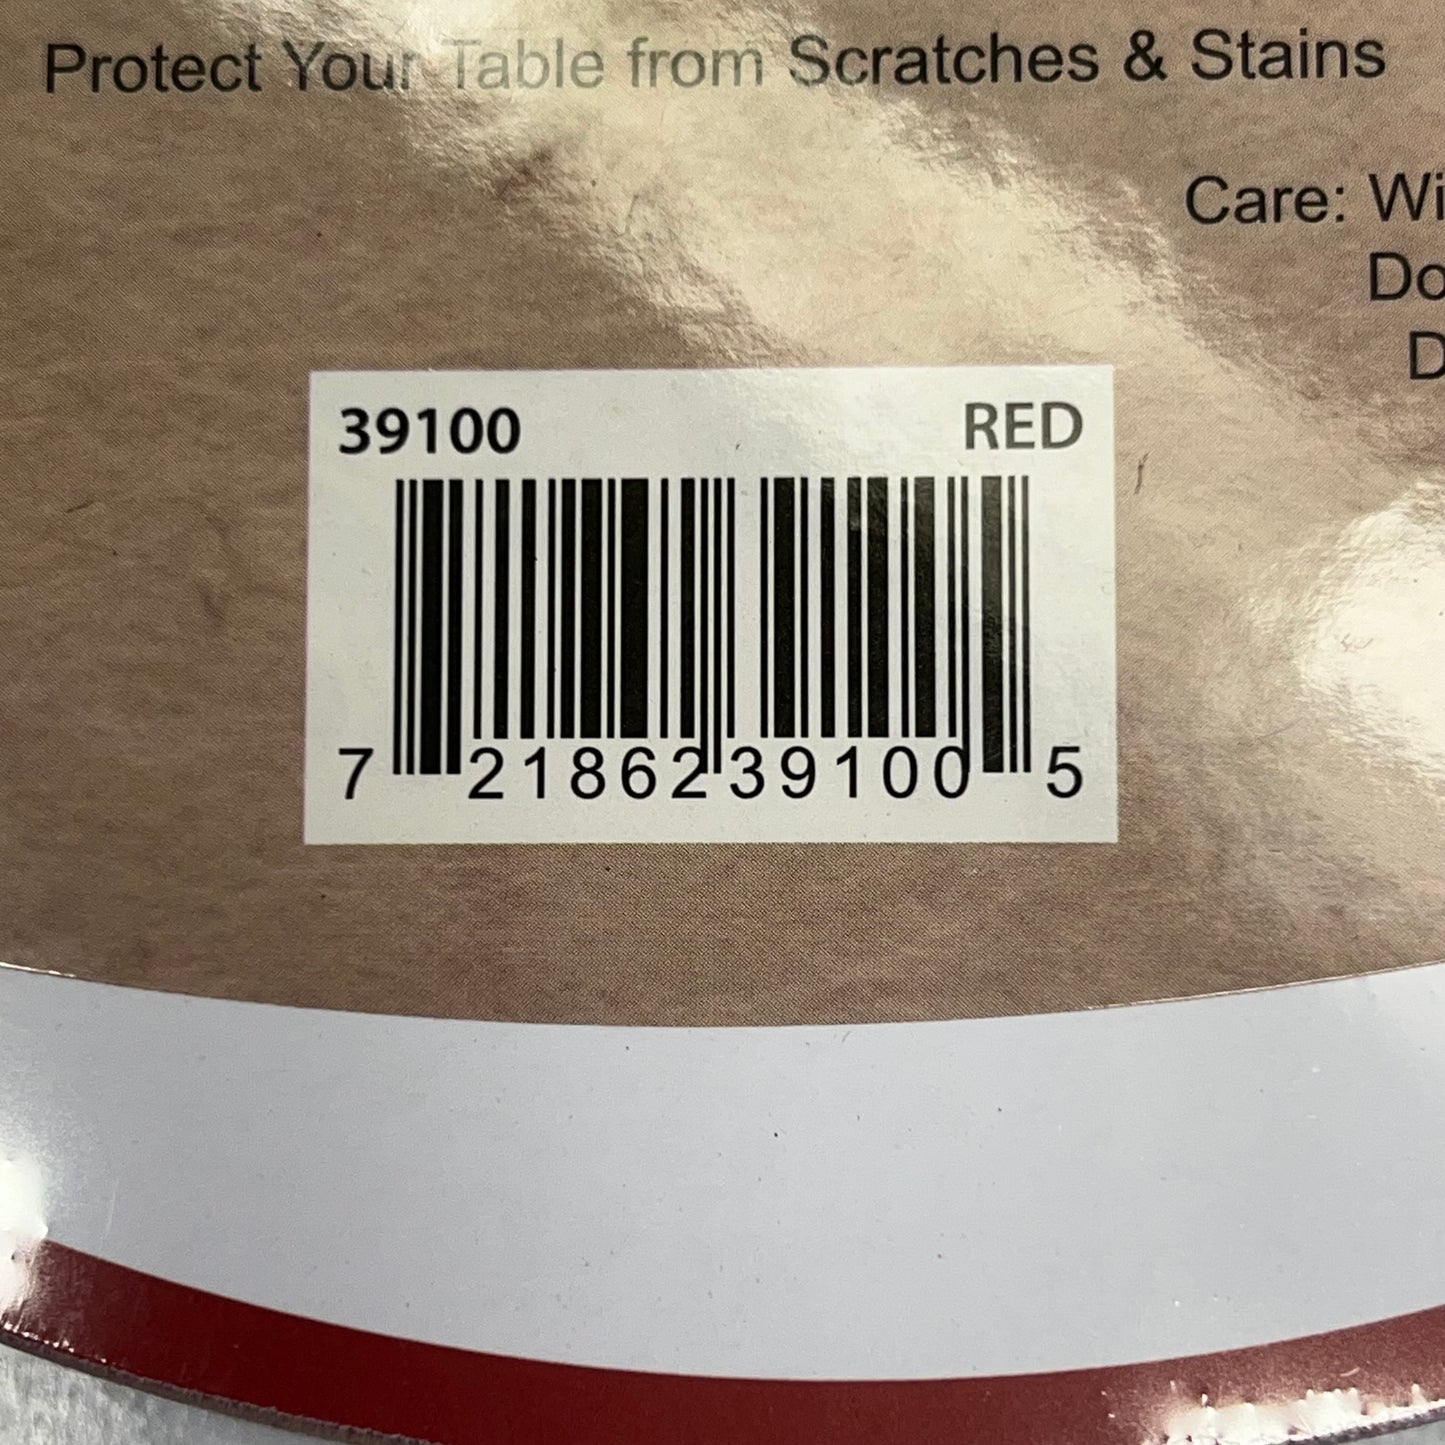 Protect Your Table from Scratches & Stains
Care: Wi
Do
D
39100 RED
7 21862 39100 5